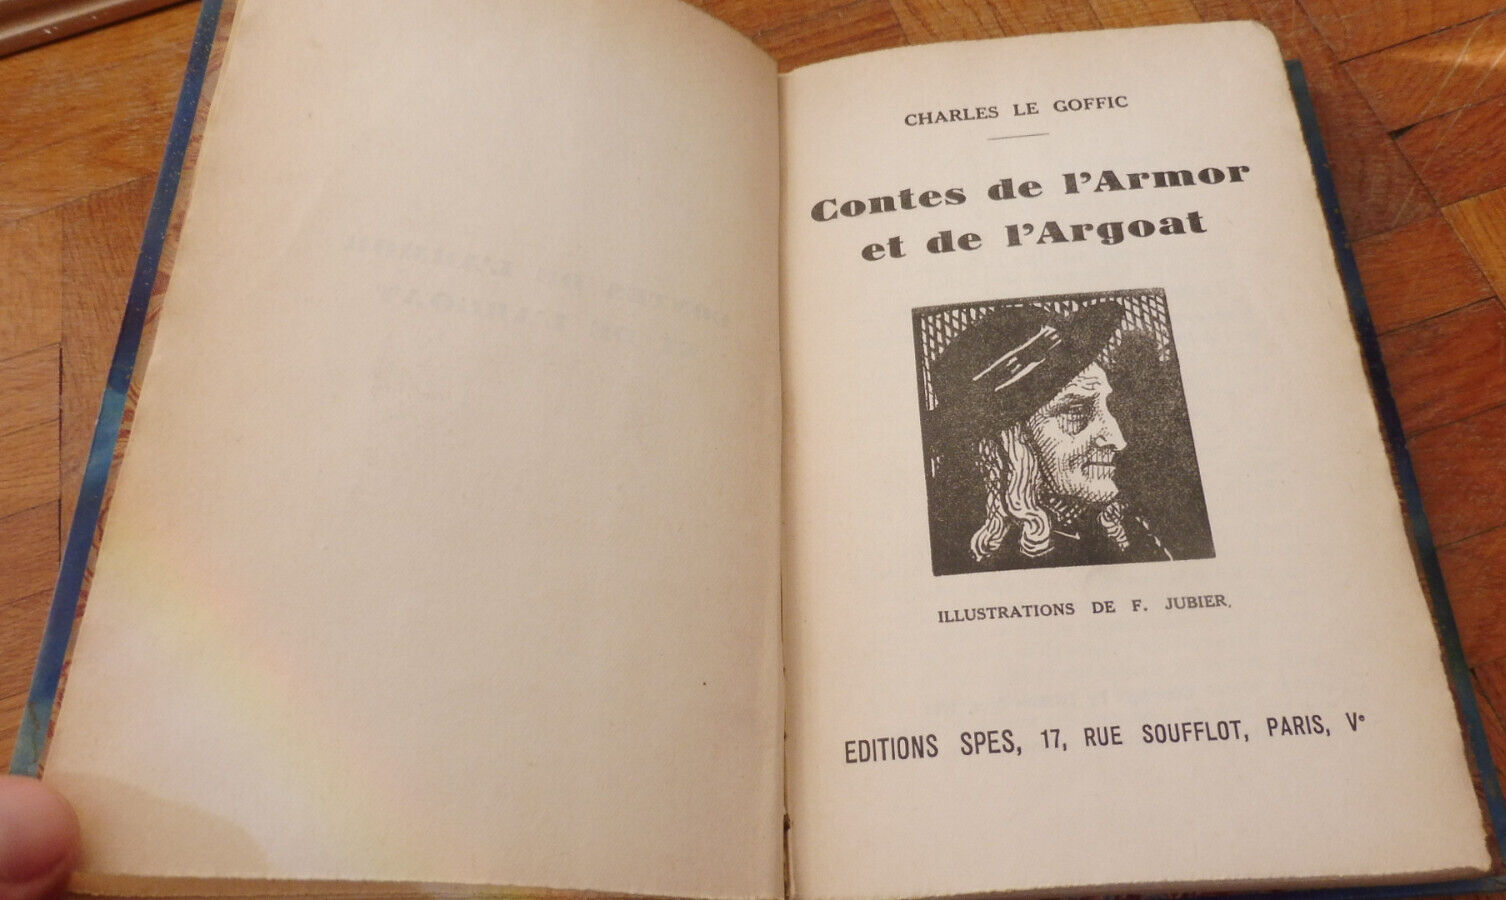 CHARLES LE GOFFIC
Contes de l'Armor
et de l'Argoat
ILLUSTRATIONS DE F. JUBIER.
EDITIONS SPES, 17, RUE SOUFFLOT, PARIS, Vᵉ